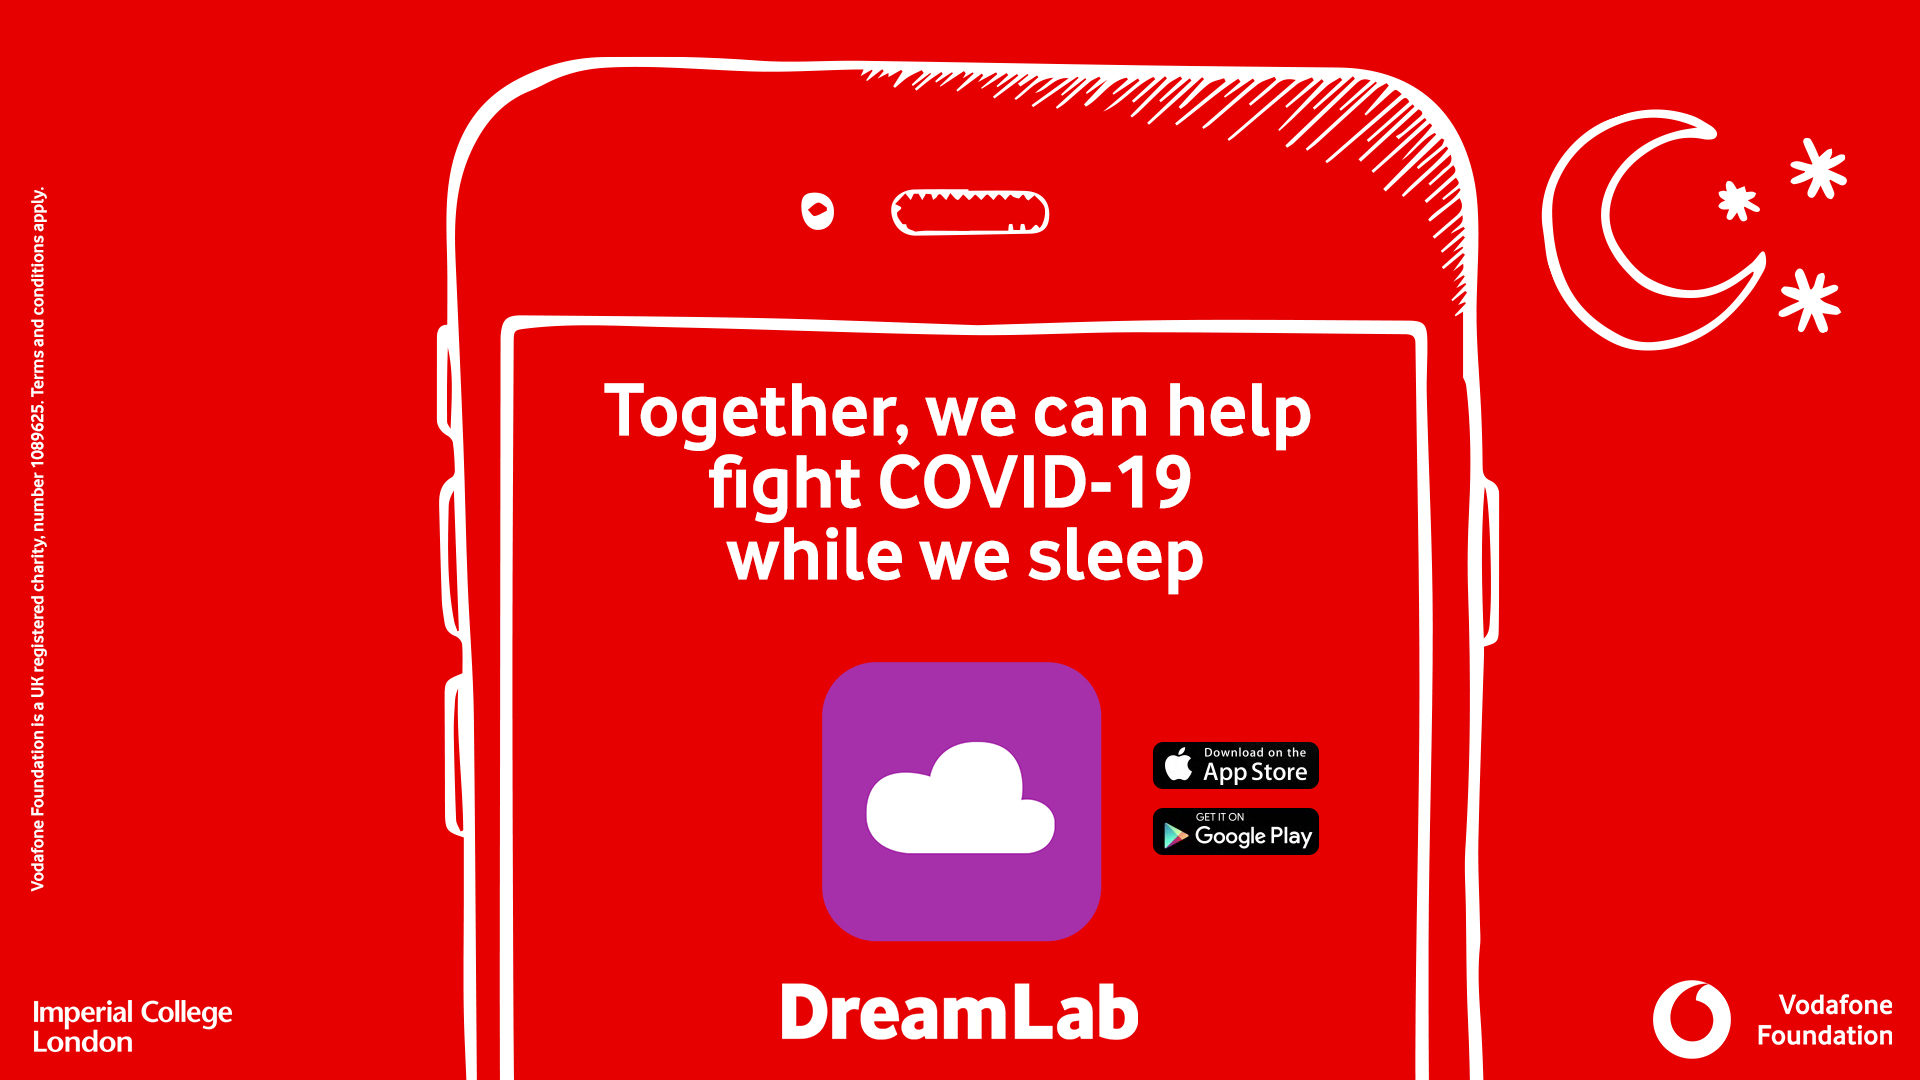 Together, we can help
fight COVID-19
while we sleep
Download on the
App Store
GET IT ON
Google Play
DreamLab
Imperial College
London
Vodafone
Foundation
Vodafone Foundation is a UK registered charity, number 1089625. Terms and conditions apply.